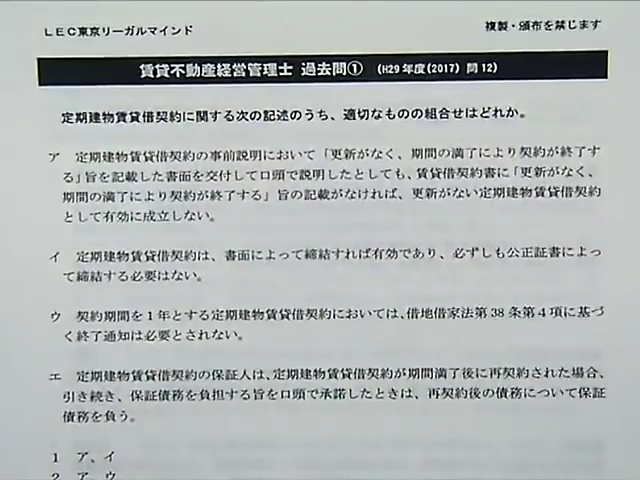 LEC東京リーガルマインド
複製・頒布を禁じます
賃貸不動産経営管理士 過去問① (H29年度(2017) 問12)
定期建物賃貸借契約に関する次の記述のうち、適切なものの組合せはどれか。
ア 定期建物賃貸借契約の事前説明において「更新がなく、期間の満了により契約が終了す
る」旨を記載した書面を交付して口頭で説明したとしても、賃貸借契約書に「更新がなく、
期間の満了により契約が終了する」旨の記載がなければ、更新がない定期建物賃貸借契約
として有効に成立しない。
イ 定期建物賃貸借契約は、書面によって締結すれば有効であり、必ずしも公正証書によっ
て締結する必要はない。
ウ 契約期間を1年とする定期建物賃貸借契約においては、借地借家法第38条第4項に基づ
く終了通知は必要とされない。
エ 定期建物賃貸借契約の保証人は、定期建物賃貸借契約が期間満了後に再契約された場合、
引き続き、保証債務を負担する旨を口頭で承諾したときは、再契約後の債務について保証
債務を負う。
1 ア、イ
2 ア、ウ